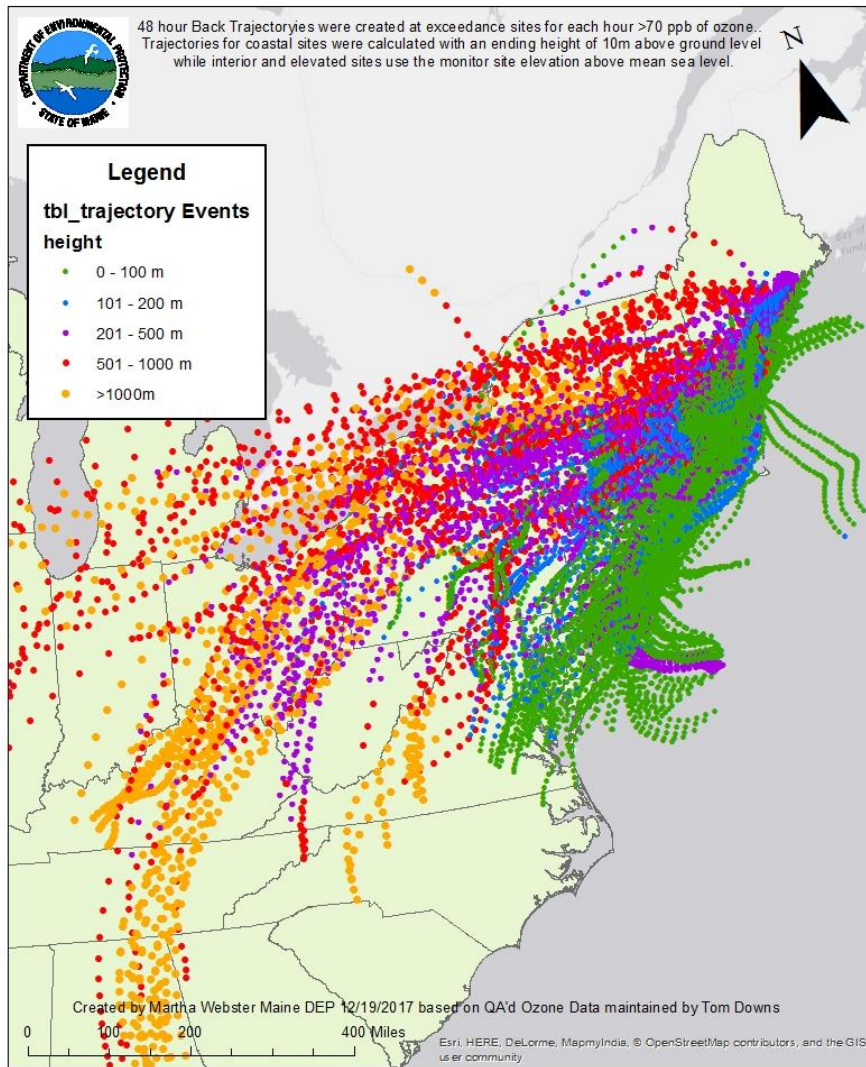 48 hour Back Trajectoryies were created at exceedance sites for each hour >70 ppb of ozone..
Trajectories for coastal sites were calculated with an ending height of 10m above ground level
while interior and elevated sites use the monitor site elevation above mean sea level.
DEPARTMENT OF ENVIRONMENTAL PROTECTION
STATE OF MAINE
N
Legend
tbl_trajectory Events
height
0 - 100 m
101 - 200 m
201 - 500 m
501 - 1000 m
>1000m
Bay of
Fund
Created by Martha Webster Maine DEP 12/19/2017 based on QA'd Ozone Data maintained by Tom Downs
0 100 200 400 Miles
Esri, HERE, DeLorme, MapmyIndia, © OpenStreetMap contributors, and the GIS
user community